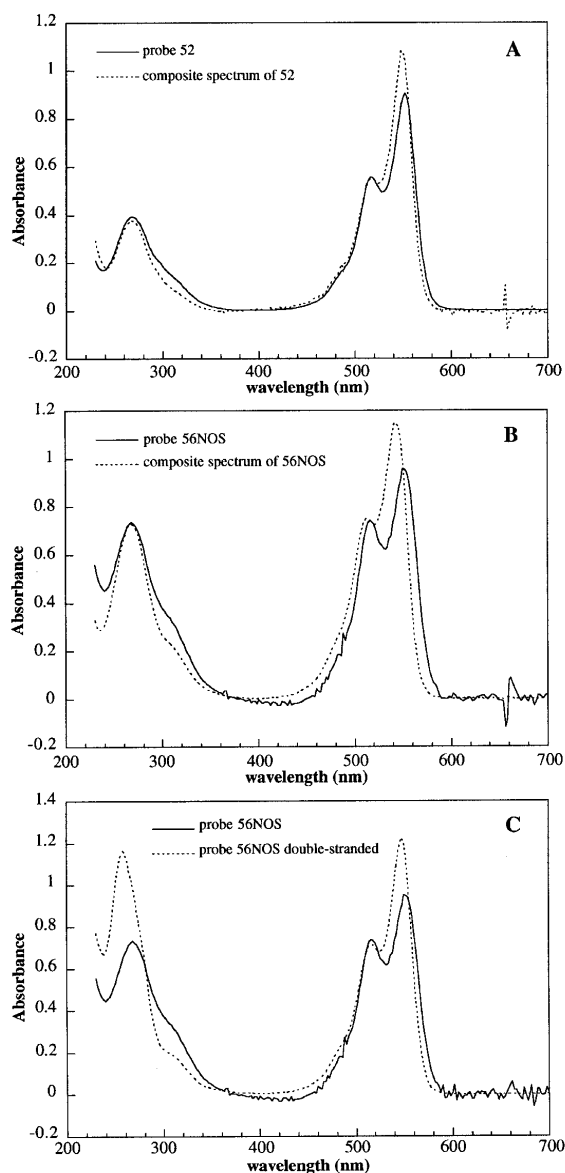 1.2
A
probe 52
composite spectrum of 52
1
0.8
0.6
0.4
0.2
0
-0.2
Absorbance
200 300 400 500 600 700
wavelength (nm)
1.2
B
probe 56NOS
composite spectrum of 56NOS
1
0.8
0.6
0.4
0.2
0
-0.2
Absorbance
200 300 400 500 600 700
wavelength (nm)
1.4
C
probe 56NOS
probe 56NOS double-stranded
1.2
1
0.8
0.6
0.4
0.2
0
-0.2
Absorbance
200 300 400 500 600 700
wavelength (nm)